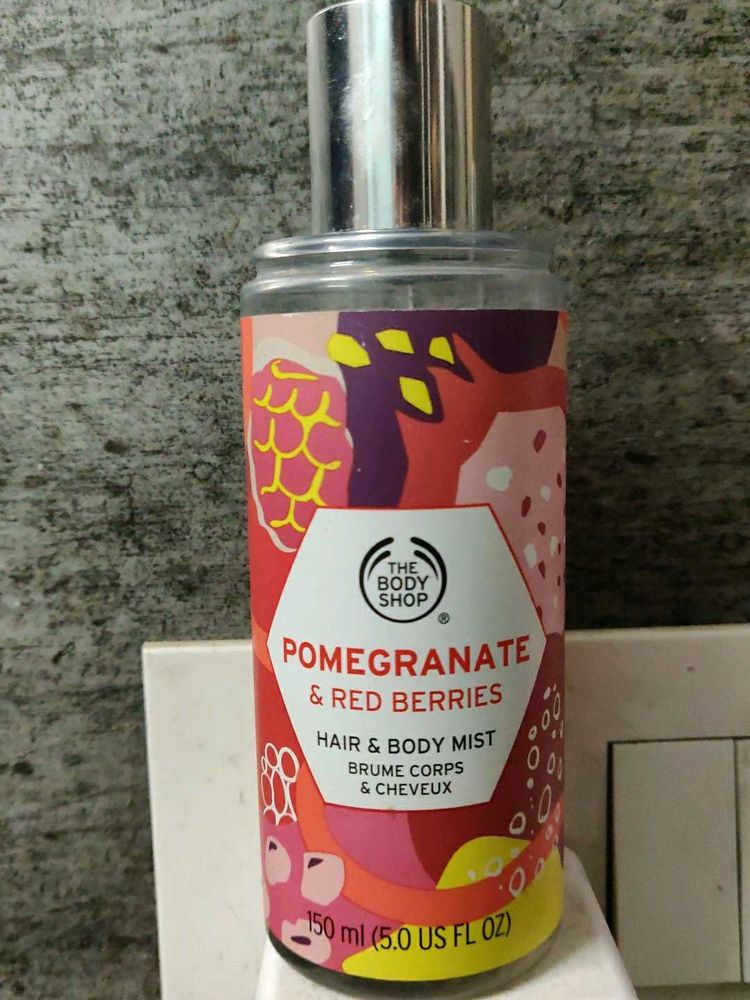 THE
BODY
SHOP
®
POMEGRANATE
& RED BERRIES
HAIR & BODY MIST
BRUME CORPS
& CHEVEUX
150 ml (5.0 US FL OZ)